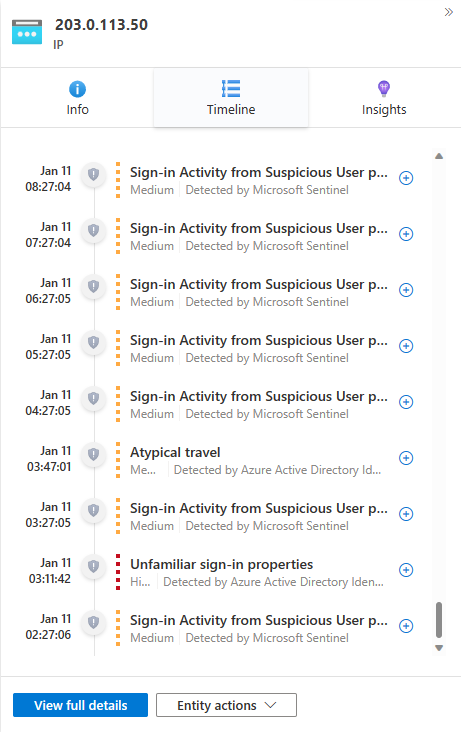 203.0.113.50
IP
Info
Timeline
Insights
Jan 11
08:27:04
Sign-in Activity from Suspicious User p...
Medium Detected by Microsoft Sentinel
Jan 11
07:27:04
Sign-in Activity from Suspicious User p...
Medium Detected by Microsoft Sentinel
Jan 11
06:27:05
Sign-in Activity from Suspicious User p...
Medium Detected by Microsoft Sentinel
Jan 11
05:27:05
Sign-in Activity from Suspicious User p...
Medium Detected by Microsoft Sentinel
Jan 11
04:27:05
Sign-in Activity from Suspicious User p...
Medium Detected by Microsoft Sentinel
Jan 11
03:47:01
Atypical travel
Me... Detected by Azure Active Directory Id...
Jan 11
03:27:05
Sign-in Activity from Suspicious User p...
Medium Detected by Microsoft Sentinel
Jan 11
03:11:42
Unfamiliar sign-in properties
Hi... Detected by Azure Active Directory Iden...
Jan 11
02:27:06
Sign-in Activity from Suspicious User p...
Medium Detected by Microsoft Sentinel
View full details
Entity actions